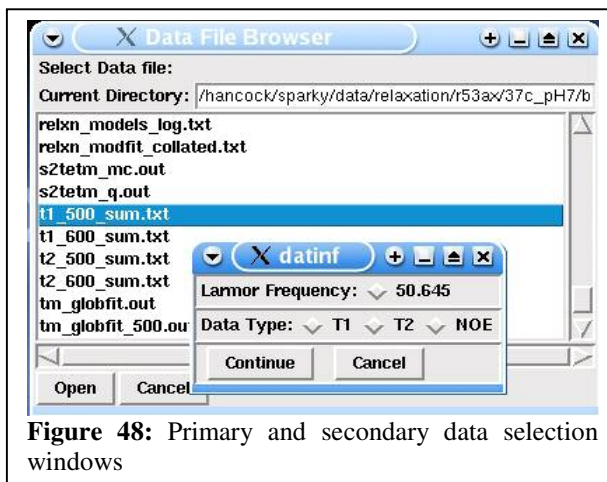 X Data File Browser
Select Data file:
Current Directory: /hancock/sparky/data/relaxation/r53ax/37c_pH7/b
relxn_models_log.txt
relxn_modfit_collated.txt
s2tetm_mc.out
s2tetm_q.out
t1_500_sum.txt
t1_600_sum.txt
t2_500_sum.txt
t2_600_sum.txt
tm_globfit.out
tm_globfit_500.ou
X datinf
Larmor Frequency: 50.645
Data Type: T1 T2 NOE
Continue Cancel
Open Cancel
Figure 48: Primary and secondary data selection
windows